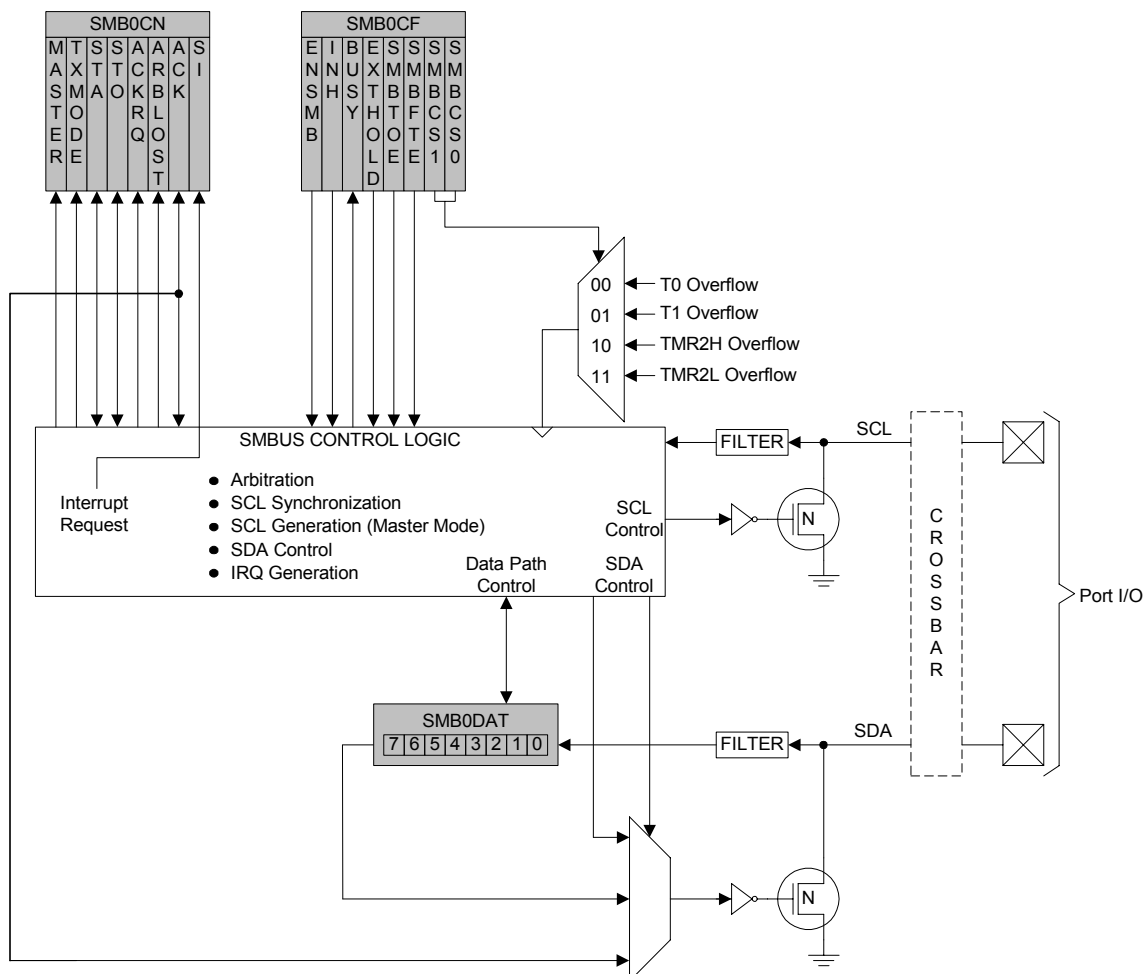 SMB0CN
MASTER
TXMODE
STA
STO
ACKRQ
ARBLOST
ACK
SI
SMB0CF
ENSMB
INH
BUSY
EXTHOLD
SMBTOE
SMBFTE
SMBCS1
SMBCS0
00
01
10
11
T0 Overflow
T1 Overflow
TMR2H Overflow
TMR2L Overflow
SMBUS CONTROL LOGIC
Interrupt
Request
● Arbitration
● SCL Synchronization
● SCL Generation (Master Mode)
● SDA Control
● IRQ Generation
SCL
Control
Data Path
Control
SDA
Control
FILTER
SCL
N
CROSSBAR
Port I/O
SMB0DAT
7 6 5 4 3 2 1 0
FILTER
SDA
N